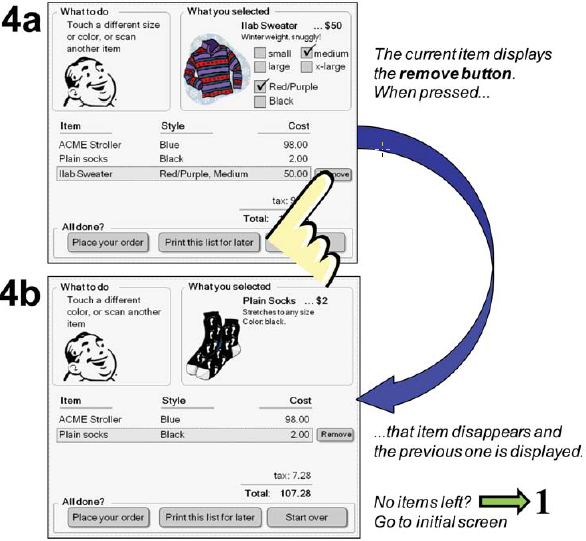 4a
What to do
Touch a different size
or color, or scan
another item
What you selected
Ilab Sweater ... $50
Winter weight, snuggly!
small medium
large x-large
Red/Purple
Black
The current item displays
the remove button.
When pressed...
Item Style Cost
ACME Stroller Blue 98.00
Plain socks Black 2.00
Ilab Sweater Red/Purple, Medium 50.00
tax:
Total:
All done?
Place your order Print this list for later
4b
What to do
Touch a different
color, or scan another
item
What you selected
Plain Socks ... $2
Stretches to any size
Color: black.
Item Style Cost
ACME Stroller Blue 98.00
Plain socks Black 2.00 Remove
tax: 7.28
Total: 107.28
All done?
Place your order Print this list for later Start over
...that item disappears and
the previous one is displayed.
No items left? 1
Go to initial screen